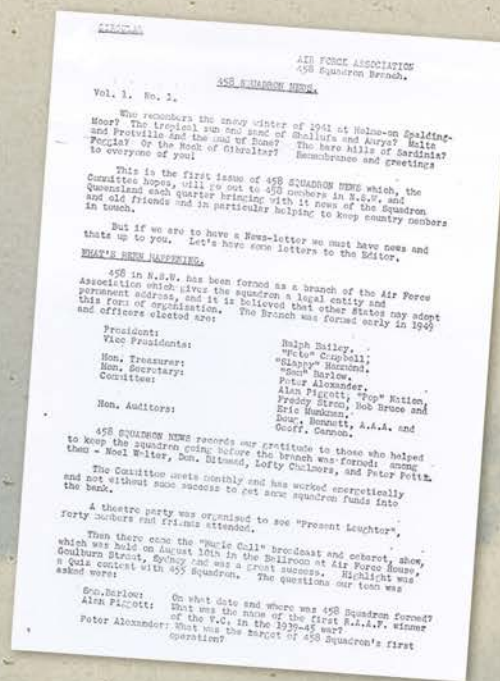 CIRCULAR
AIR FORCE ASSOCIATION
458 Squadron Branch.
458 SQUADRON NEWS.
Vol. 1. No. 1.
Who remembers the snowy winter of 1941 at Holme-on Spalding-
Moor? The tropical sun and sand of Shallufa and Aqya? Malta
and Protville and the mud of Bone? The bare hills of Sardinia?
Foggia? Or the Rock of Gibraltar? Remembrance and greetings
to everyone of you!
This is the first issue of 458 SQUADRON NEWS which, the
Committee hopes, will go out to 458 members in N.S.W. and
Queensland each quarter bringing with it news of the Squadron
and old friends and in particular helping to keep country members
in touch.
But if we are to have a News-letter we must have news and
thats up to you. Let's have some letters to the Editor.
WHAT'S BEEN HAPPENING.
458 in N.S.W. has been formed as a branch of the Air Force
Association which gives the squadron a legal entity and
permanent address, and it is believed that other States may adopt
this form of organisation. The Branch was formed early in 1949
and officers elected are:
President: Ralph Bailey.
Vice Presidents: "Pete" Campbell;
"Slappy" Hammond.
Hon. Treasurer: "Sam" Barlow.
Hon. Secretary: Peter Alexander.
Committee: Alan Piggott; "Pop" Nation,
Freddy Stron, Bob Bruce and
Eric Munkman.
Hon. Auditors: Doug. Bennett, A.A.A. and
Geoff. Cannon.
458 SQUADRON NEWS records our gratitude to those who helped
to keep the squadron going before the branch was formed: among
them - Noel Walter, Don. Ditmead, Lofty Chalmers, and Peter Pettit.
The Committee meets monthly and has worked energetically
and not without some success to get some squadron funds into
the bank.
A theatre party was organised to see "Present Laughter",
forty members and friends attended.
Then there came the "Bugle Call" broadcast and cabaret, show,
which was held on August 10th in the Ballroom at Air Force House,
Goulburn Street, Sydney and was a great success. Highlight was
a Quiz contest with 455 Squadron. The questions our team was
asked were:
Sam.Barlow: On what date and where was 458 Squadron formed?
Alan Piggott: What was the name of the first R.A.A.F. winner
of the V.C. in the 1939-45 war?
Peter Alexander: What was the target of 458 Squadron's first
operation?